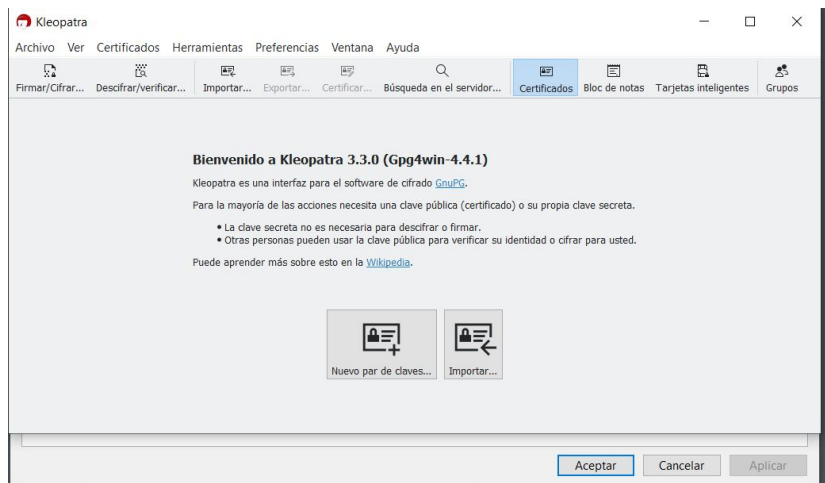 Kleopatra
Archivo Ver Certificados Herramientas Preferencias Ventana Ayuda
Firmar/Cifrar... Descifrar/verificar... Importar... Exportar... Certificar... Búsqueda en el servidor... Certificados Bloc de notas Tarjetas inteligentes Grupos
Bienvenido a Kleopatra 3.3.0 (Gpg4win-4.4.1)
Kleopatra es una interfaz para el software de cifrado GnuPG.
Para la mayoría de las acciones necesita una clave pública (certificado) o su propia clave secreta.
• La clave secreta no es necesaria para descifrar o firmar.
• Otras personas pueden usar la clave pública para verificar su identidad o cifrar para usted.
Puede aprender más sobre esto en la Wikipedia.
Nuevo par de claves... Importar...
Aceptar Cancelar Aplicar